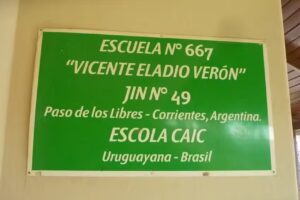 ESCUELA Nº 667
"VICENTE ELADIO VERÓN"
JIN Nº 49
Paso de los Libres - Corrientes, Argentina.
ESCOLA CAIC
Uruguayana - Brasil